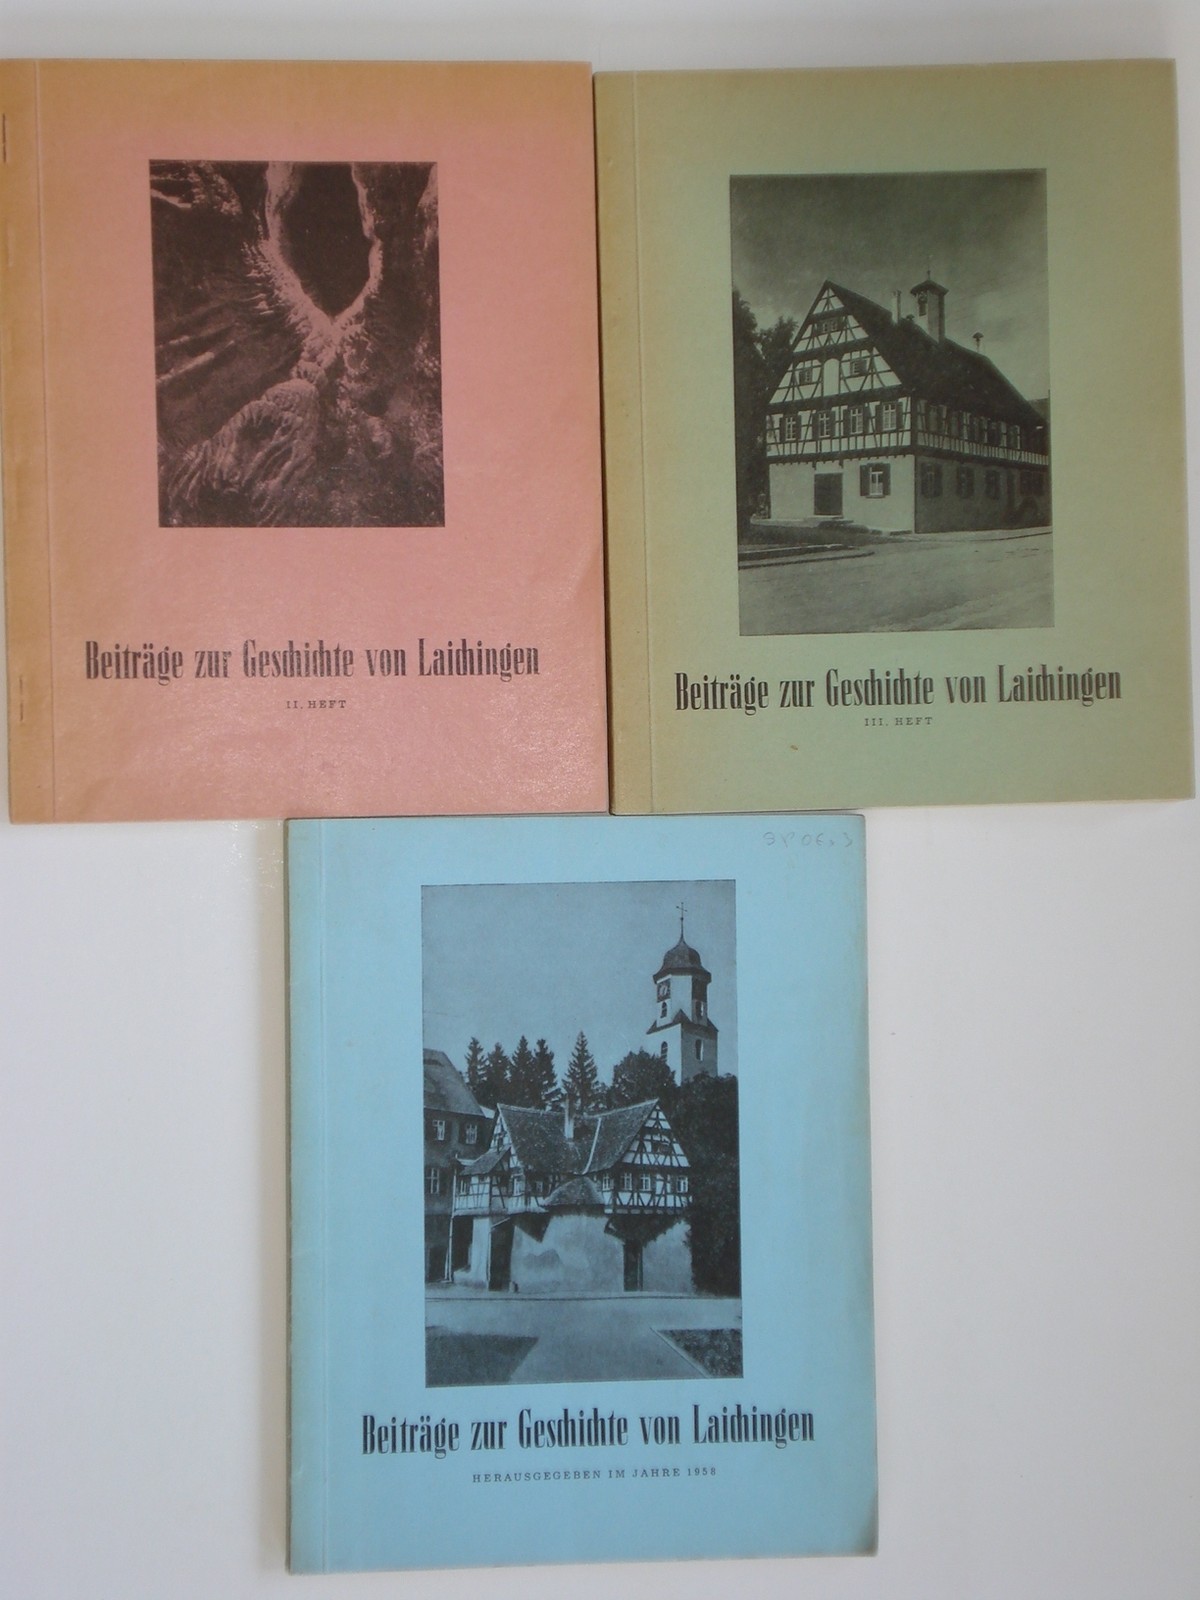 Beiträge zur Geschichte von Laichingen
II. HEFT
Beiträge zur Geschichte von Laichingen
III. HEFT
Beiträge zur Geschichte von Laichingen
HERAUSGEGEBEN IM JAHRE 1958